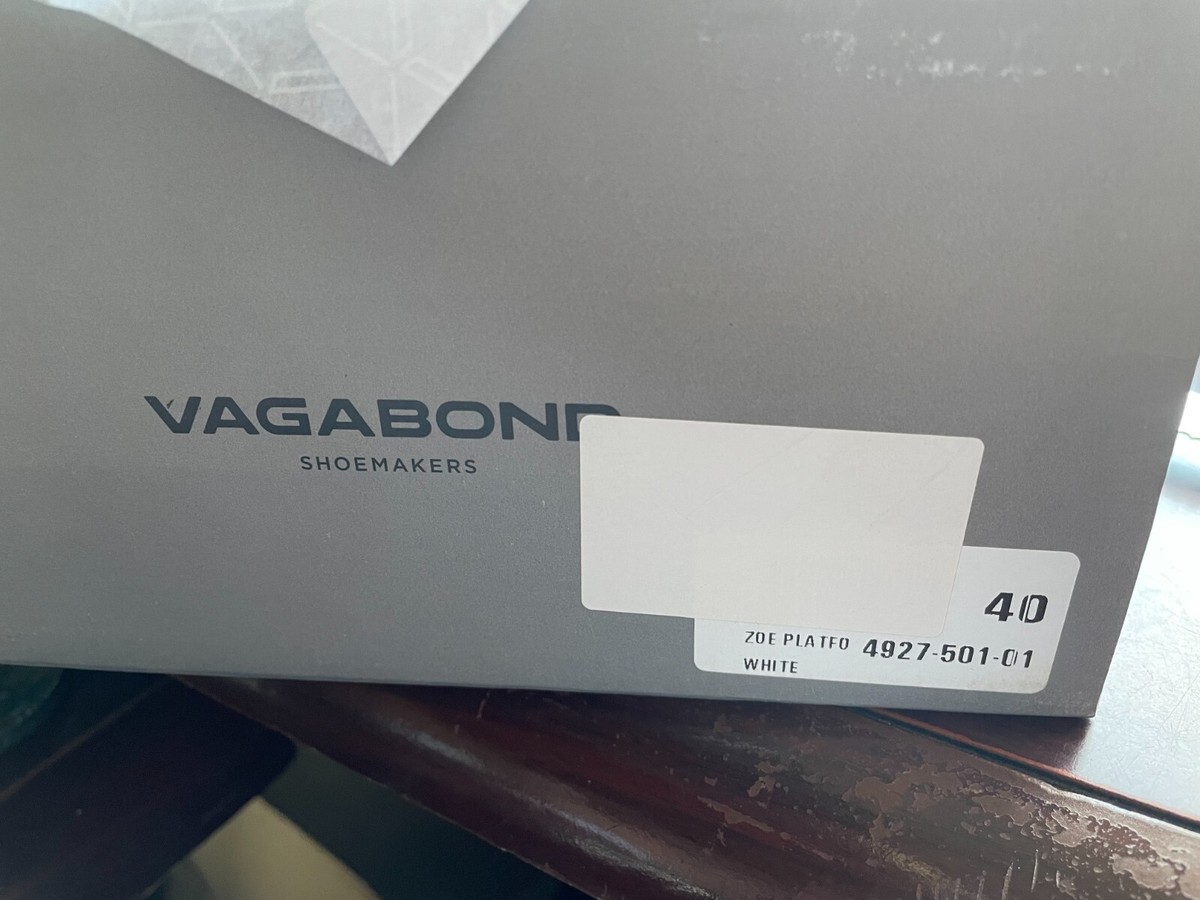 VAGABOND
SHOEMAKERS
40
ZOE PLATFO 4927-501-01
WHITE